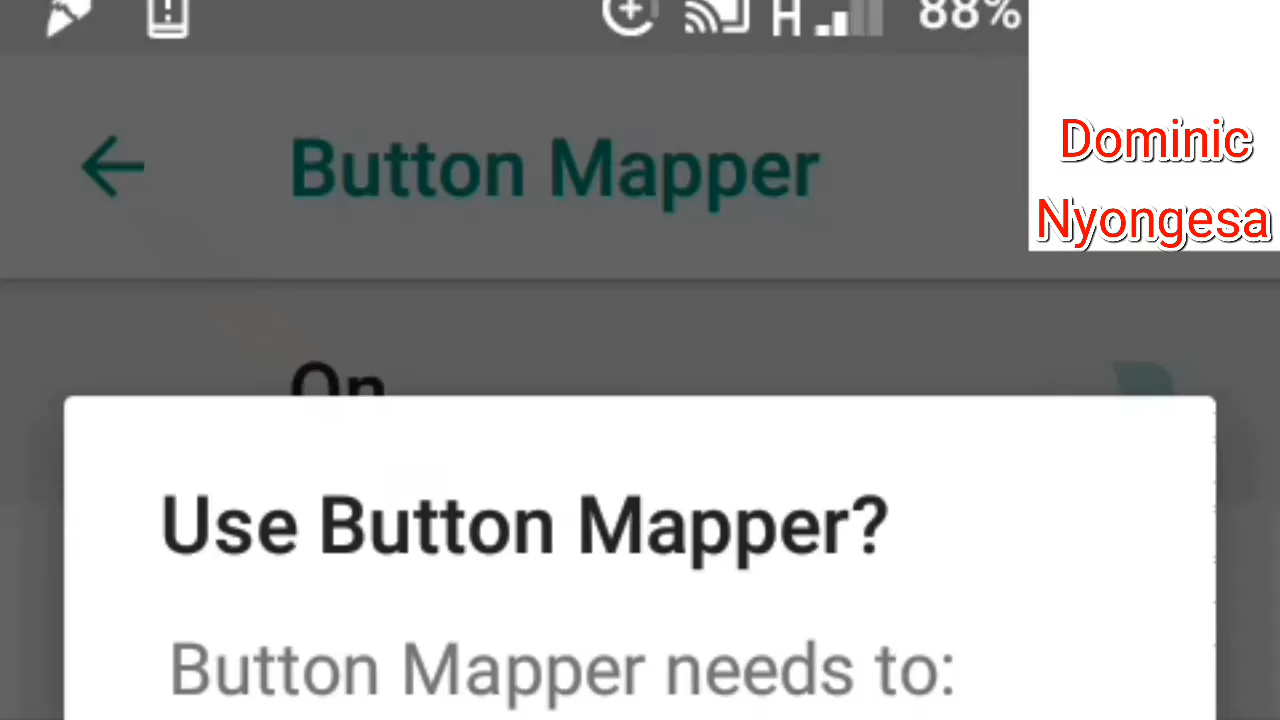 H 88%
Button Mapper
Dominic
Nyongesa
On
Use Button Mapper?
Button Mapper needs to: